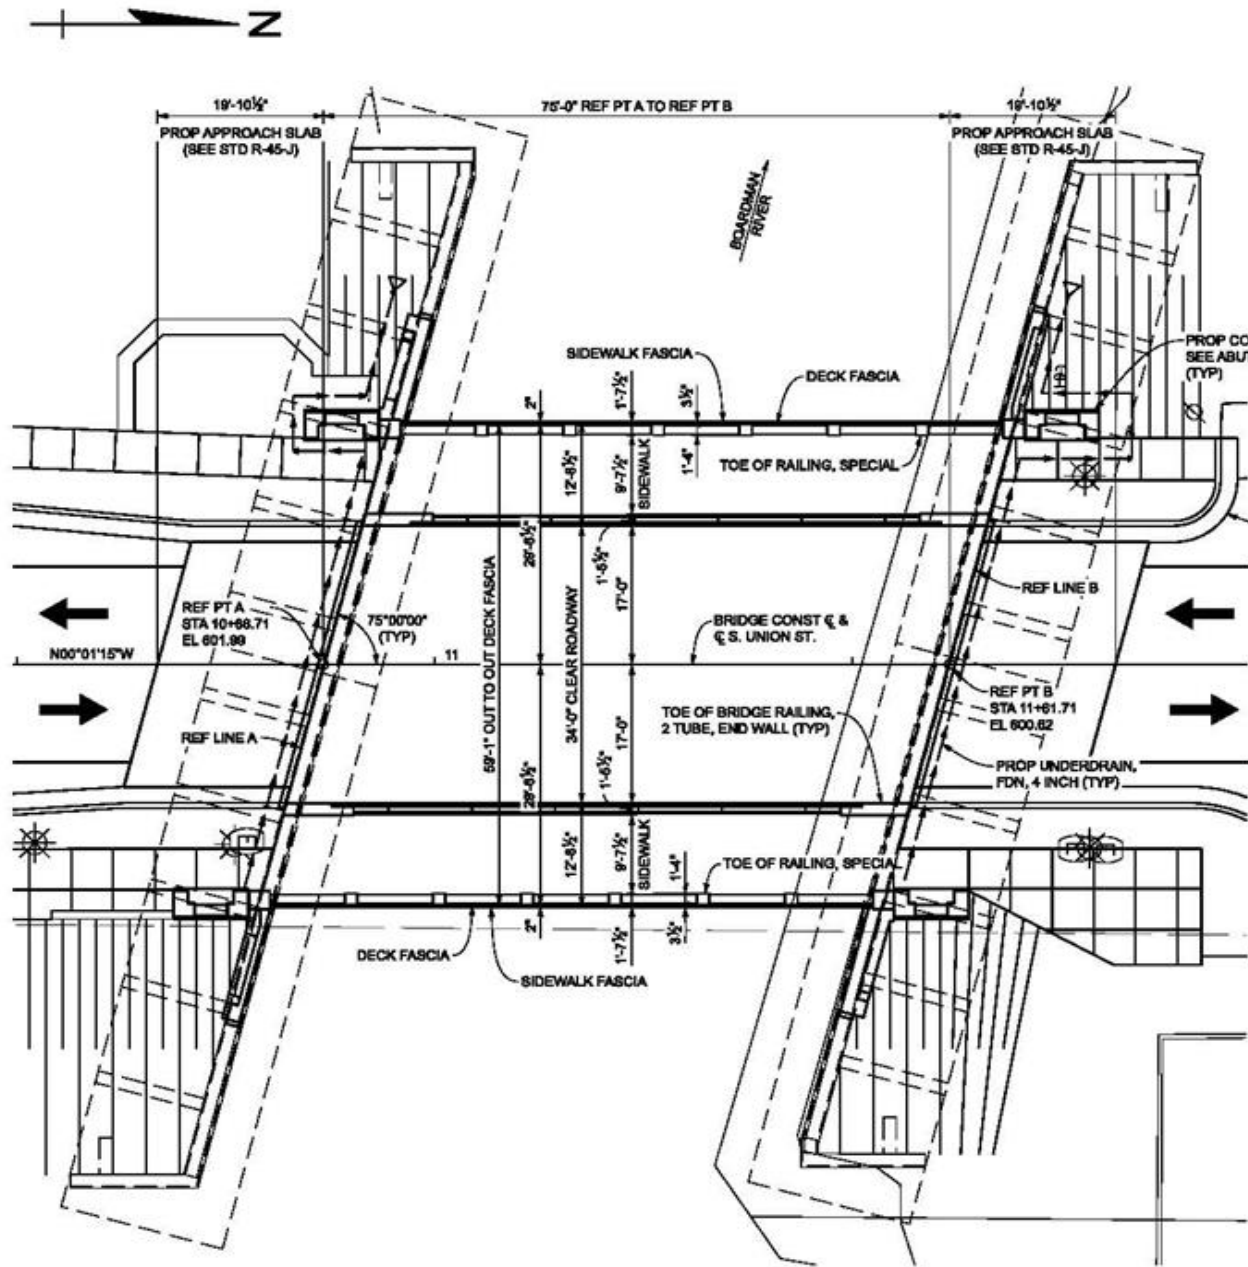 N
19'-10½"
75'-0" REF PT A TO REF PT B
19'-10½"
PROP APPROACH SLAB
(SEE STD R-45-J)
PROP APPROACH SLAB
(SEE STD R-45-J)
BOARDMAN
RIVER
SIDEWALK FASCIA
DECK FASCIA
PROP CO
SEE ABUT
(TYP)
2"
1'-7½"
3½"
12'-6½"
9'-7½"
SIDEWALK
1'-4"
TOE OF RAILING, SPECIAL
29'-6½"
1'-5½"
17'-0"
REF LINE B
REF PT A
STA 10+86.71
EL 601.99
75°00'00"
(TYP)
BRIDGE CONST ℄ &
℄ S. UNION ST.
N00°01'15"W
11
59'-1" OUT TO OUT DECK FASCIA
34'-0" CLEAR ROADWAY
REF PT B
STA 11+61.71
EL 600.62
REF LINE A
17'-0"
TOE OF BRIDGE RAILING,
2 TUBE, END WALL (TYP)
PROP UNDERDRAIN,
FDN, 4 INCH (TYP)
29'-6½"
1'-5½"
12'-6½"
9'-7½"
SIDEWALK
1'-4"
TOE OF RAILING, SPECIAL
2"
1'-7½"
3½"
DECK FASCIA
SIDEWALK FASCIA